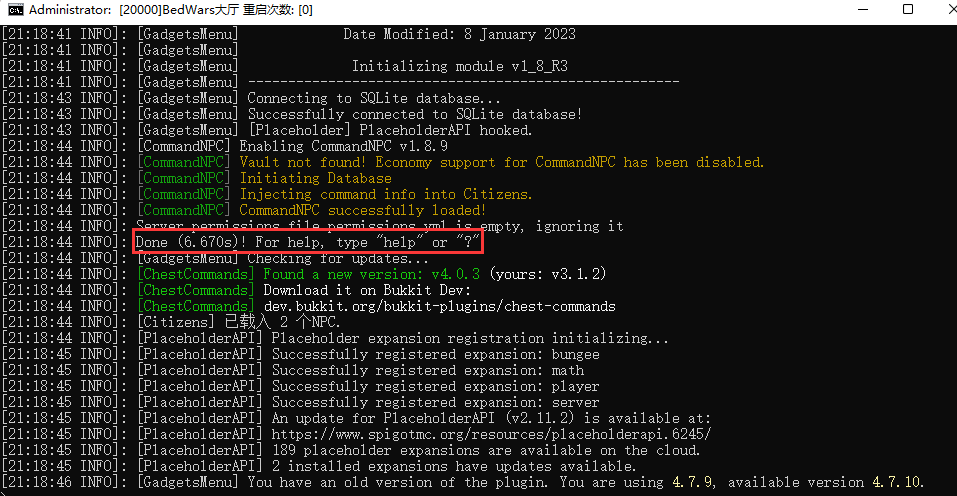 Administrator: [20000]BedWars大厅 重启次数: [0]
[21:18:41 INFO]: [GadgetsMenu] Date Modified: 8 January 2023
[21:18:41 INFO]: [GadgetsMenu]
[21:18:41 INFO]: [GadgetsMenu] Initializing module v1_8_R3
[21:18:41 INFO]: [GadgetsMenu] ------------------------------------------------
[21:18:43 INFO]: [GadgetsMenu] Connecting to SQLite database...
[21:18:43 INFO]: [GadgetsMenu] Successfully connected to SQLite database!
[21:18:43 INFO]: [GadgetsMenu] [Placeholder] PlaceholderAPI hooked.
[21:18:44 INFO]: [CommandNPC] Enabling CommandNPC v1.8.9
[21:18:44 INFO]: [CommandNPC] Vault not found! Economy support for CommandNPC has been disabled.
[21:18:44 INFO]: [CommandNPC] Initiating Database
[21:18:44 INFO]: [CommandNPC] Injecting command info into Citizens.
[21:18:44 INFO]: [CommandNPC] CommandNPC successfully loaded!
[21:18:44 INFO]: Server permissions file permissions.yml is empty, ignoring it
[21:18:44 INFO]: Done (6.670s)! For help, type "help" or "?"
[21:18:44 INFO]: [GadgetsMenu] Checking for updates...
[21:18:44 INFO]: [ChestCommands] Found a new version: v4.0.3 (yours: v3.1.2)
[21:18:44 INFO]: [ChestCommands] Download it on Bukkit Dev:
[21:18:44 INFO]: [ChestCommands] dev.bukkit.org/bukkit-plugins/chest-commands
[21:18:44 INFO]: [Citizens] 已载入 2 个NPC.
[21:18:44 INFO]: [PlaceholderAPI] Placeholder expansion registration initializing...
[21:18:45 INFO]: [PlaceholderAPI] Successfully registered expansion: bungee
[21:18:45 INFO]: [PlaceholderAPI] Successfully registered expansion: math
[21:18:45 INFO]: [PlaceholderAPI] Successfully registered expansion: player
[21:18:45 INFO]: [PlaceholderAPI] Successfully registered expansion: server
[21:18:45 INFO]: [PlaceholderAPI] An update for PlaceholderAPI (v2.11.2) is available at:
[21:18:45 INFO]: [PlaceholderAPI] https://www.spigotmc.org/resources/placeholderapi.6245/
[21:18:45 INFO]: [PlaceholderAPI] 189 placeholder expansions are available on the cloud.
[21:18:45 INFO]: [PlaceholderAPI] 2 installed expansions have updates available.
[21:18:46 INFO]: [GadgetsMenu] You have an old version of the plugin. You are using 4.7.9, available version 4.7.10.